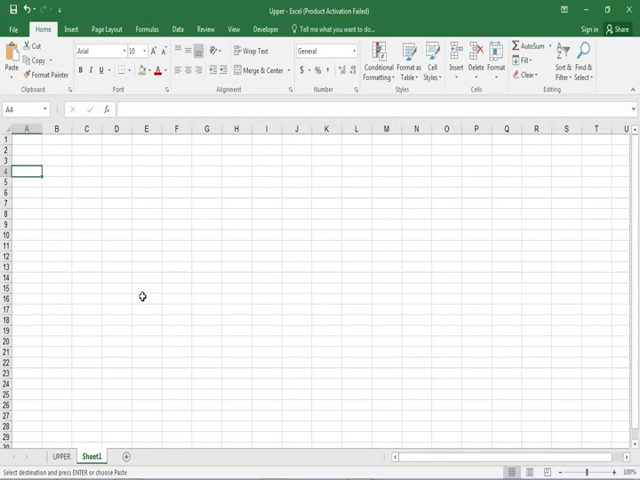 Upper - Excel (Product Activation Failed)
File Home Insert Page Layout Formulas Data Review View Developer Tell me what you want to do... Sign in Share
Paste Cut Copy Format Painter Clipboard
Arial 10 B I U A Font
Wrap Text Merge & Center Alignment
General $ % , Number
Conditional Formatting Format as Table Cell Styles Styles
Insert Delete Format Cells
AutoSum Fill Clear Sort & Filter Find & Select Editing
A4 fx
A B C D E F G H I J K L M N O P Q R S T U
1
2
3
4
5
6
7
8
9
10
11
12
13
14
15
16
17
18
19
20
21
22
23
24
25
26
27
28
29
UPPER Sheet1
Select destination and press ENTER or choose Paste 100%